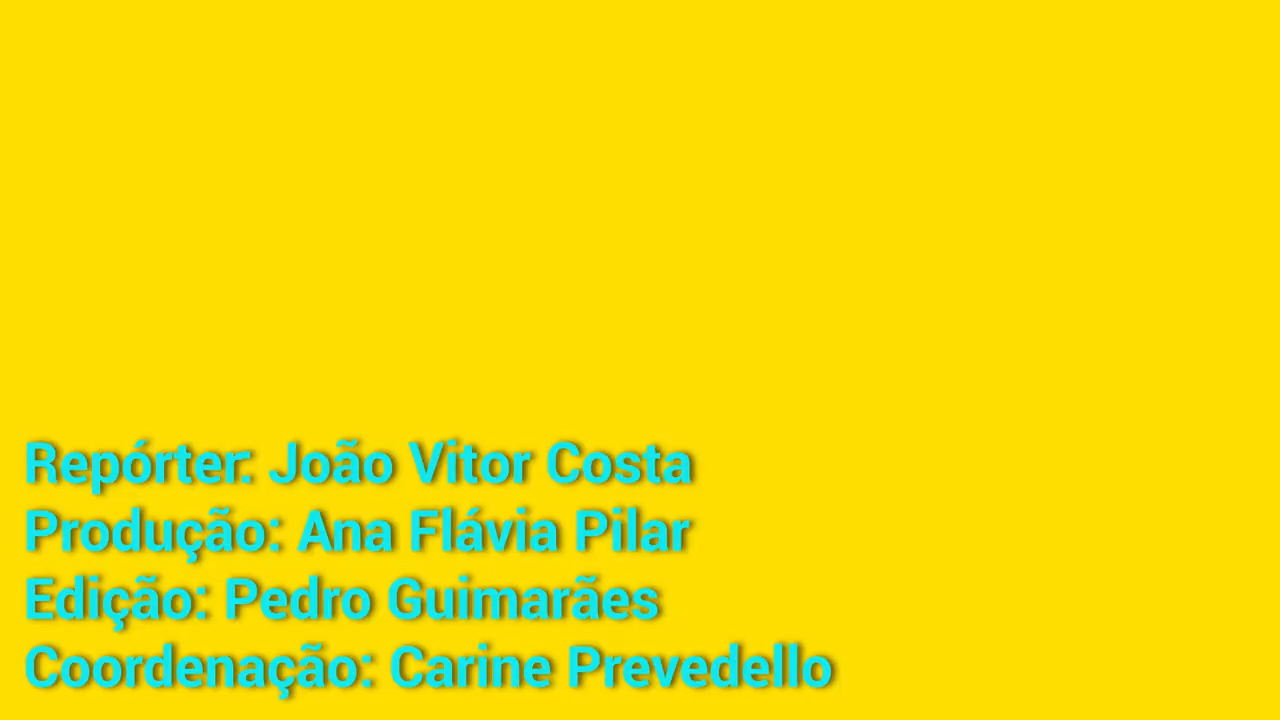 Repórter: João Vitor Costa
Produção: Ana Flávia Pilar
Edição: Pedro Guimarães
Coordenação: Carine Prevedello